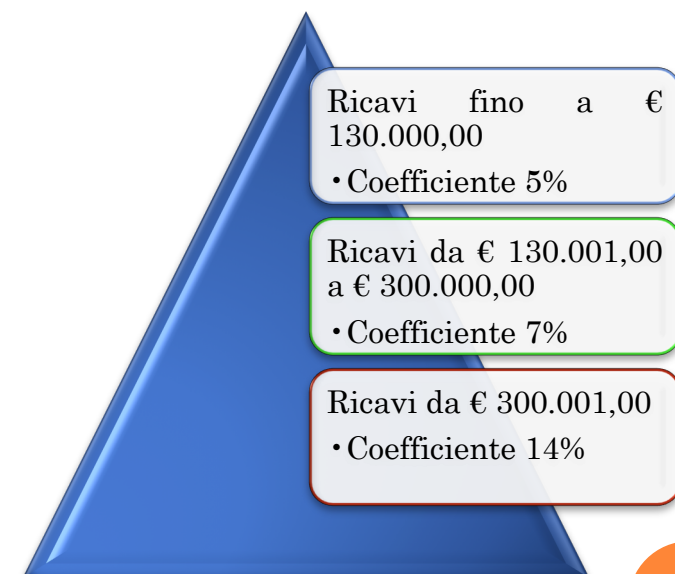 Ricavi fino a €
130.000,00
• Coefficiente 5%
Ricavi da € 130.001,00
a € 300.000,00
• Coefficiente 7%
Ricavi da € 300.001,00
• Coefficiente 14%